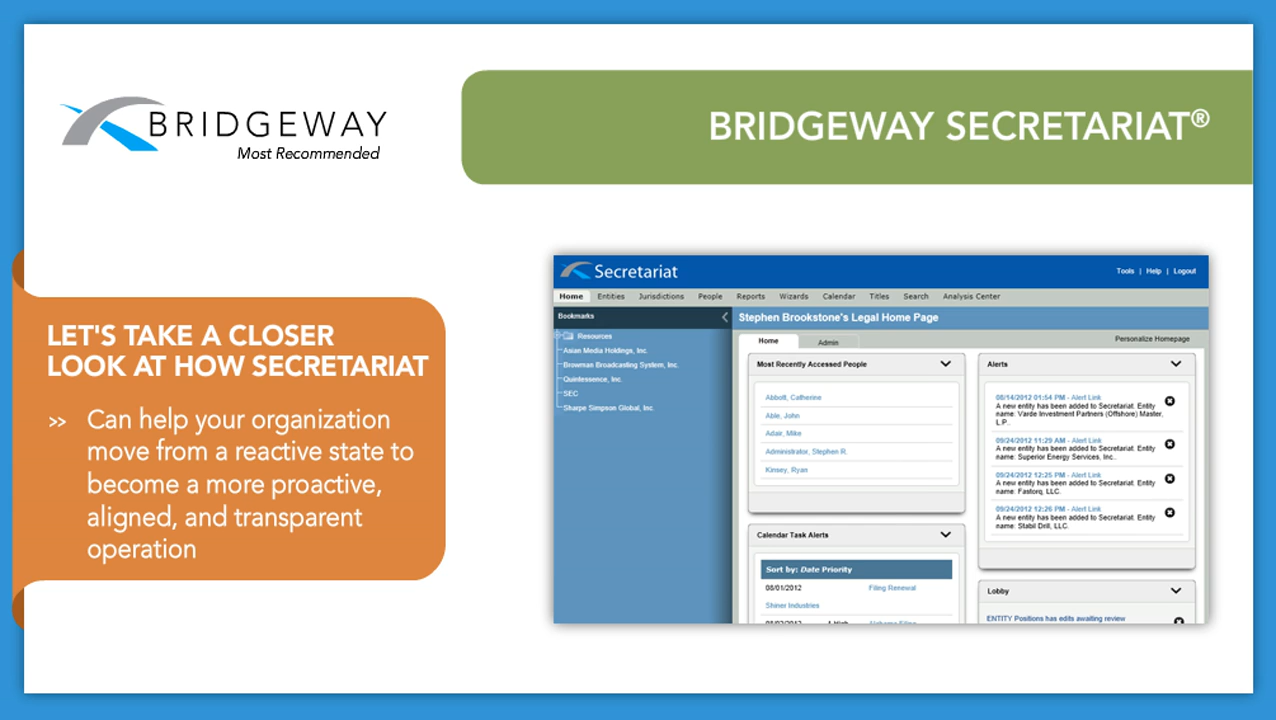 BRIDGEWAY
Most Recommended
BRIDGEWAY SECRETARIAT®
LET'S TAKE A CLOSER
LOOK AT HOW SECRETARIAT
>> Can help your organization
move from a reactive state to
become a more proactive,
aligned, and transparent
operation
Secretariat
Tools | Help | Logout
Home Entities Jurisdictions People Reports Wizards Calendar Titles Search Analysis Center
Bookmarks
Resources
Asian Media Holdings, Inc.
Browman Broadcasting System, Inc.
Quintessence, Inc.
SEC
Sharpe Simpson Global, Inc.
Stephen Brookstone's Legal Home Page
Home Admin
Personalize Homepage
Most Recently Accessed People
Abbott, Catherine
Able, John
Adair, Mike
Administrator, Stephen R.
Kinsey, Ryan
Calendar Task Alerts
Sort by: Date Priority
08/01/2012 Filing Renewal
Shiner Industries
Alerts
08/14/2012 01:54 PM - Alert Link
A new entity has been added to Secretariat. Entity
name: Varde Investment Partners (Offshore) Master,
L.P..
09/24/2012 11:29 AM - Alert Link
A new entity has been added to Secretariat. Entity
name: Superior Energy Services, Inc..
09/24/2012 12:25 PM - Alert Link
A new entity has been added to Secretariat. Entity
name: Fastorq, LLC.
09/24/2012 12:26 PM - Alert Link
A new entity has been added to Secretariat. Entity
name: Stabil Drill, LLC.
Lobby
ENTITY Positions has edits awaiting review